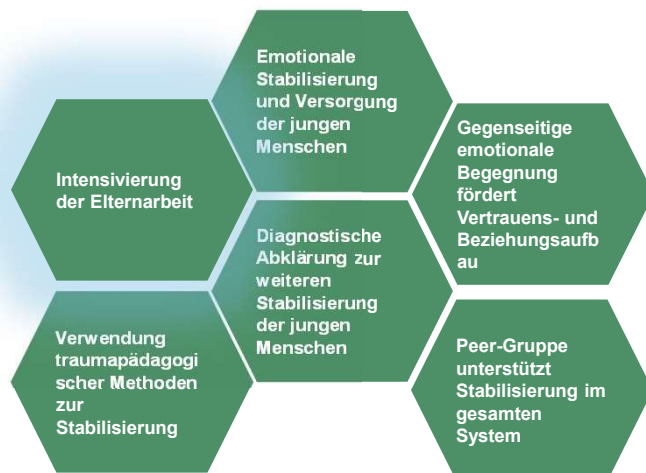 Emotionale
Stabilisierung
und Versorgung
der jungen
Menschen
Intensivierung
der Elternarbeit
Gegenseitige
emotionale
Begegnung
fördert
Vertrauens- und
Beziehungsaufb
au
Diagnostische
Abklärung zur
weiteren
Stabilisierung
der jungen
Menschen
Verwendung
traumapädagogi
scher Methoden
zur
Stabilisierung
Peer-Gruppe
unterstützt
Stabilisierung im
gesamten
System